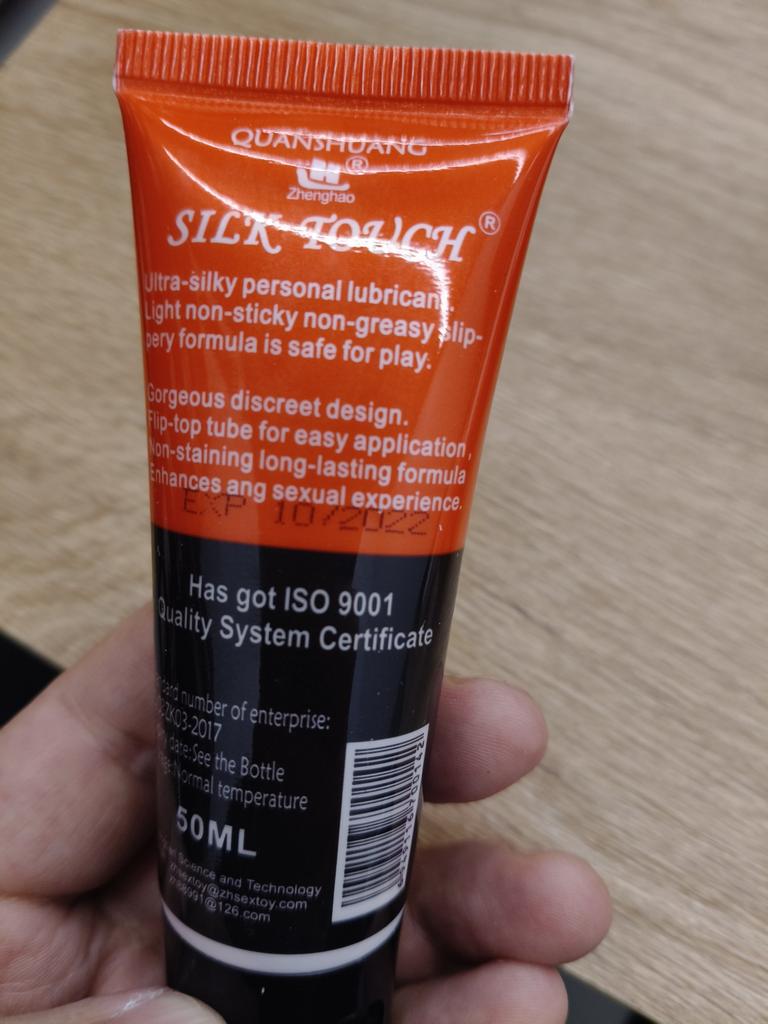 QUANSHUANG
®
Zhenghao
SILK TOUCH ®
Ultra-silky personal lubricant.
Light non-sticky non-greasy slip-
pery formula is safe for play.
Gorgeous discreet design.
Flip-top tube for easy application,
Non-staining long-lasting formula
Enhances ang sexual experience.
EXP 10/2022
Has got ISO 9001
Quality System Certificate
number of enterprise:
ZK03-2017
date:See the Bottle
Normal temperature
50ML
Science and Technology
zhsextoy@zhsextoy.com